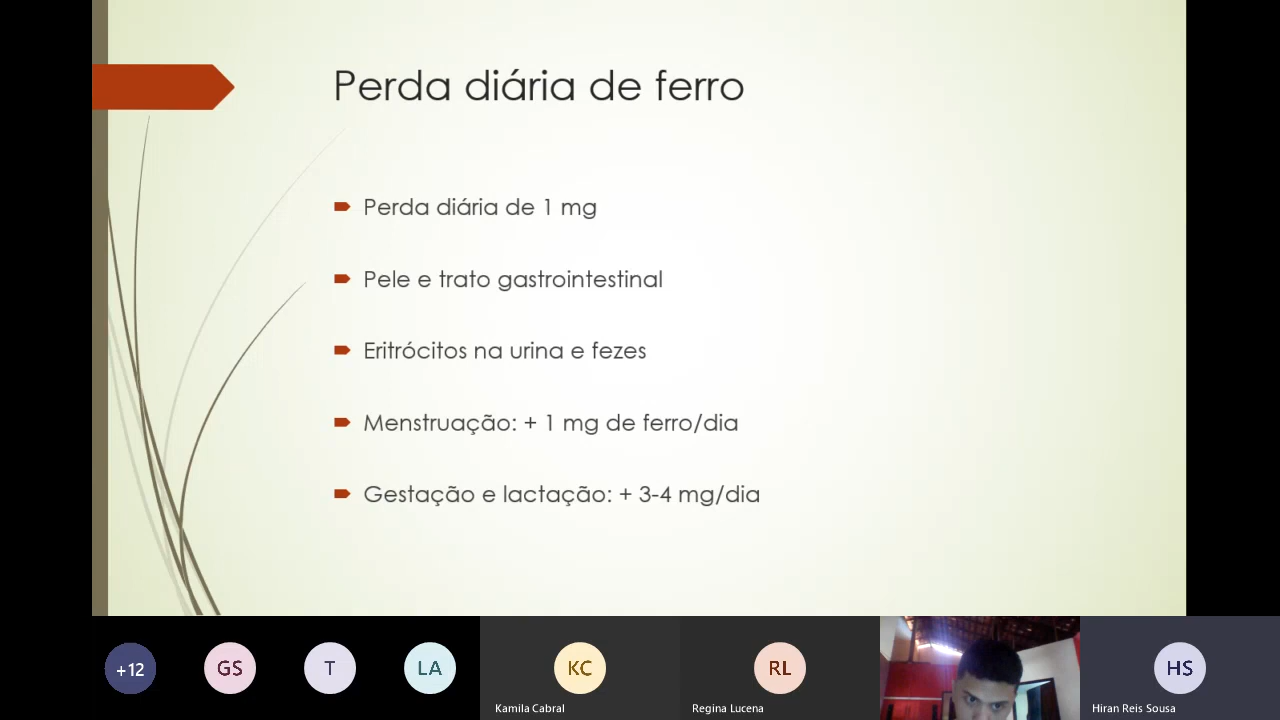 Perda diária de ferro
Perda diária de 1 mg
Pele e trato gastrointestinal
Eritrócitos na urina e fezes
Menstruação: + 1 mg de ferro/dia
Gestação e lactação: + 3-4 mg/dia
+12
GS
T
LA
KC
RL
HS
Kamila Cabral
Regina Lucena
Hiran Reis Sousa